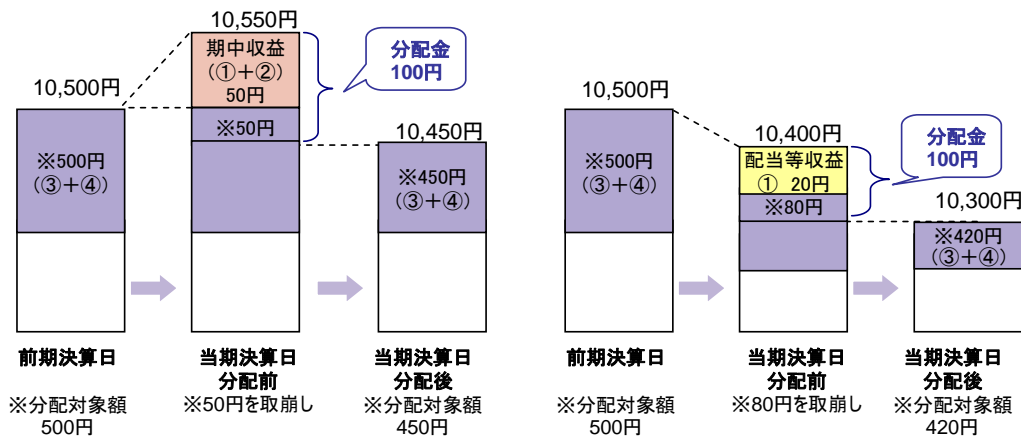 10,550円
期中収益
(①+②)
50円
分配金
100円
10,500円
※50円
10,450円
※500円
(③+④)
※450円
(③+④)
前期決算日
当期決算日
分配前
当期決算日
分配後
※分配対象額
500円
※50円を取崩し
※分配対象額
450円
10,500円
10,400円
分配金
100円
※500円
(③+④)
配当等収益
① 20円
※80円
10,300円
※420円
(③+④)
前期決算日
当期決算日
分配前
当期決算日
分配後
※分配対象額
500円
※80円を取崩し
※分配対象額
420円